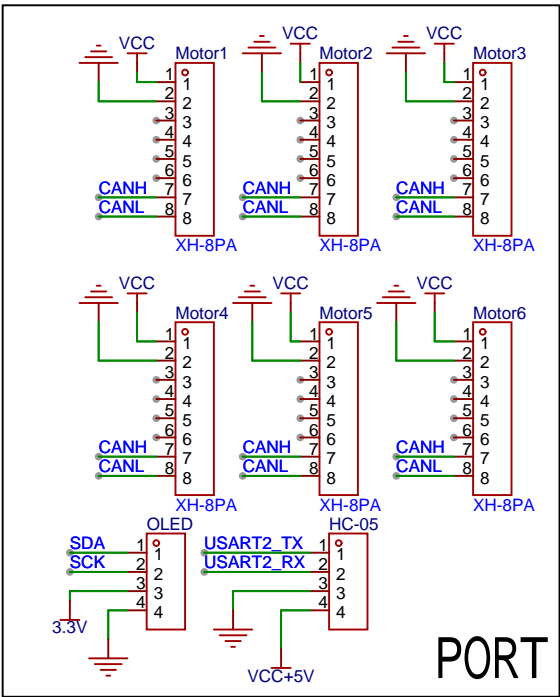 VCC VCC VCC
Motor1 Motor2 Motor3
1 1 1 1 1 1
2 2 2 2 2 2
3 3 3 3 3 3
4 4 4 4 4 4
5 5 5 5 5 5
6 6 6 6 6 6
CANH 7 7 CANH 7 7 CANH 7 7
CANL 8 8 CANL 8 8 CANL 8 8
XH-8PA XH-8PA XH-8PA
VCC VCC VCC
Motor4 Motor5 Motor6
1 1 1 1 1 1
2 2 2 2 2 2
3 3 3 3 3 3
4 4 4 4 4 4
5 5 5 5 5 5
6 6 6 6 6 6
CANH 7 7 CANH 7 7 CANH 7 7
CANL 8 8 CANL 8 8 CANL 8 8
XH-8PA XH-8PA XH-8PA
OLED HC-05
SDA 1 1 USART2_TX 1 1
SCK 2 2 USART2_RX 2 2
3 3 3 3
4 4 4 4
3.3V
VCC+5V
PORT